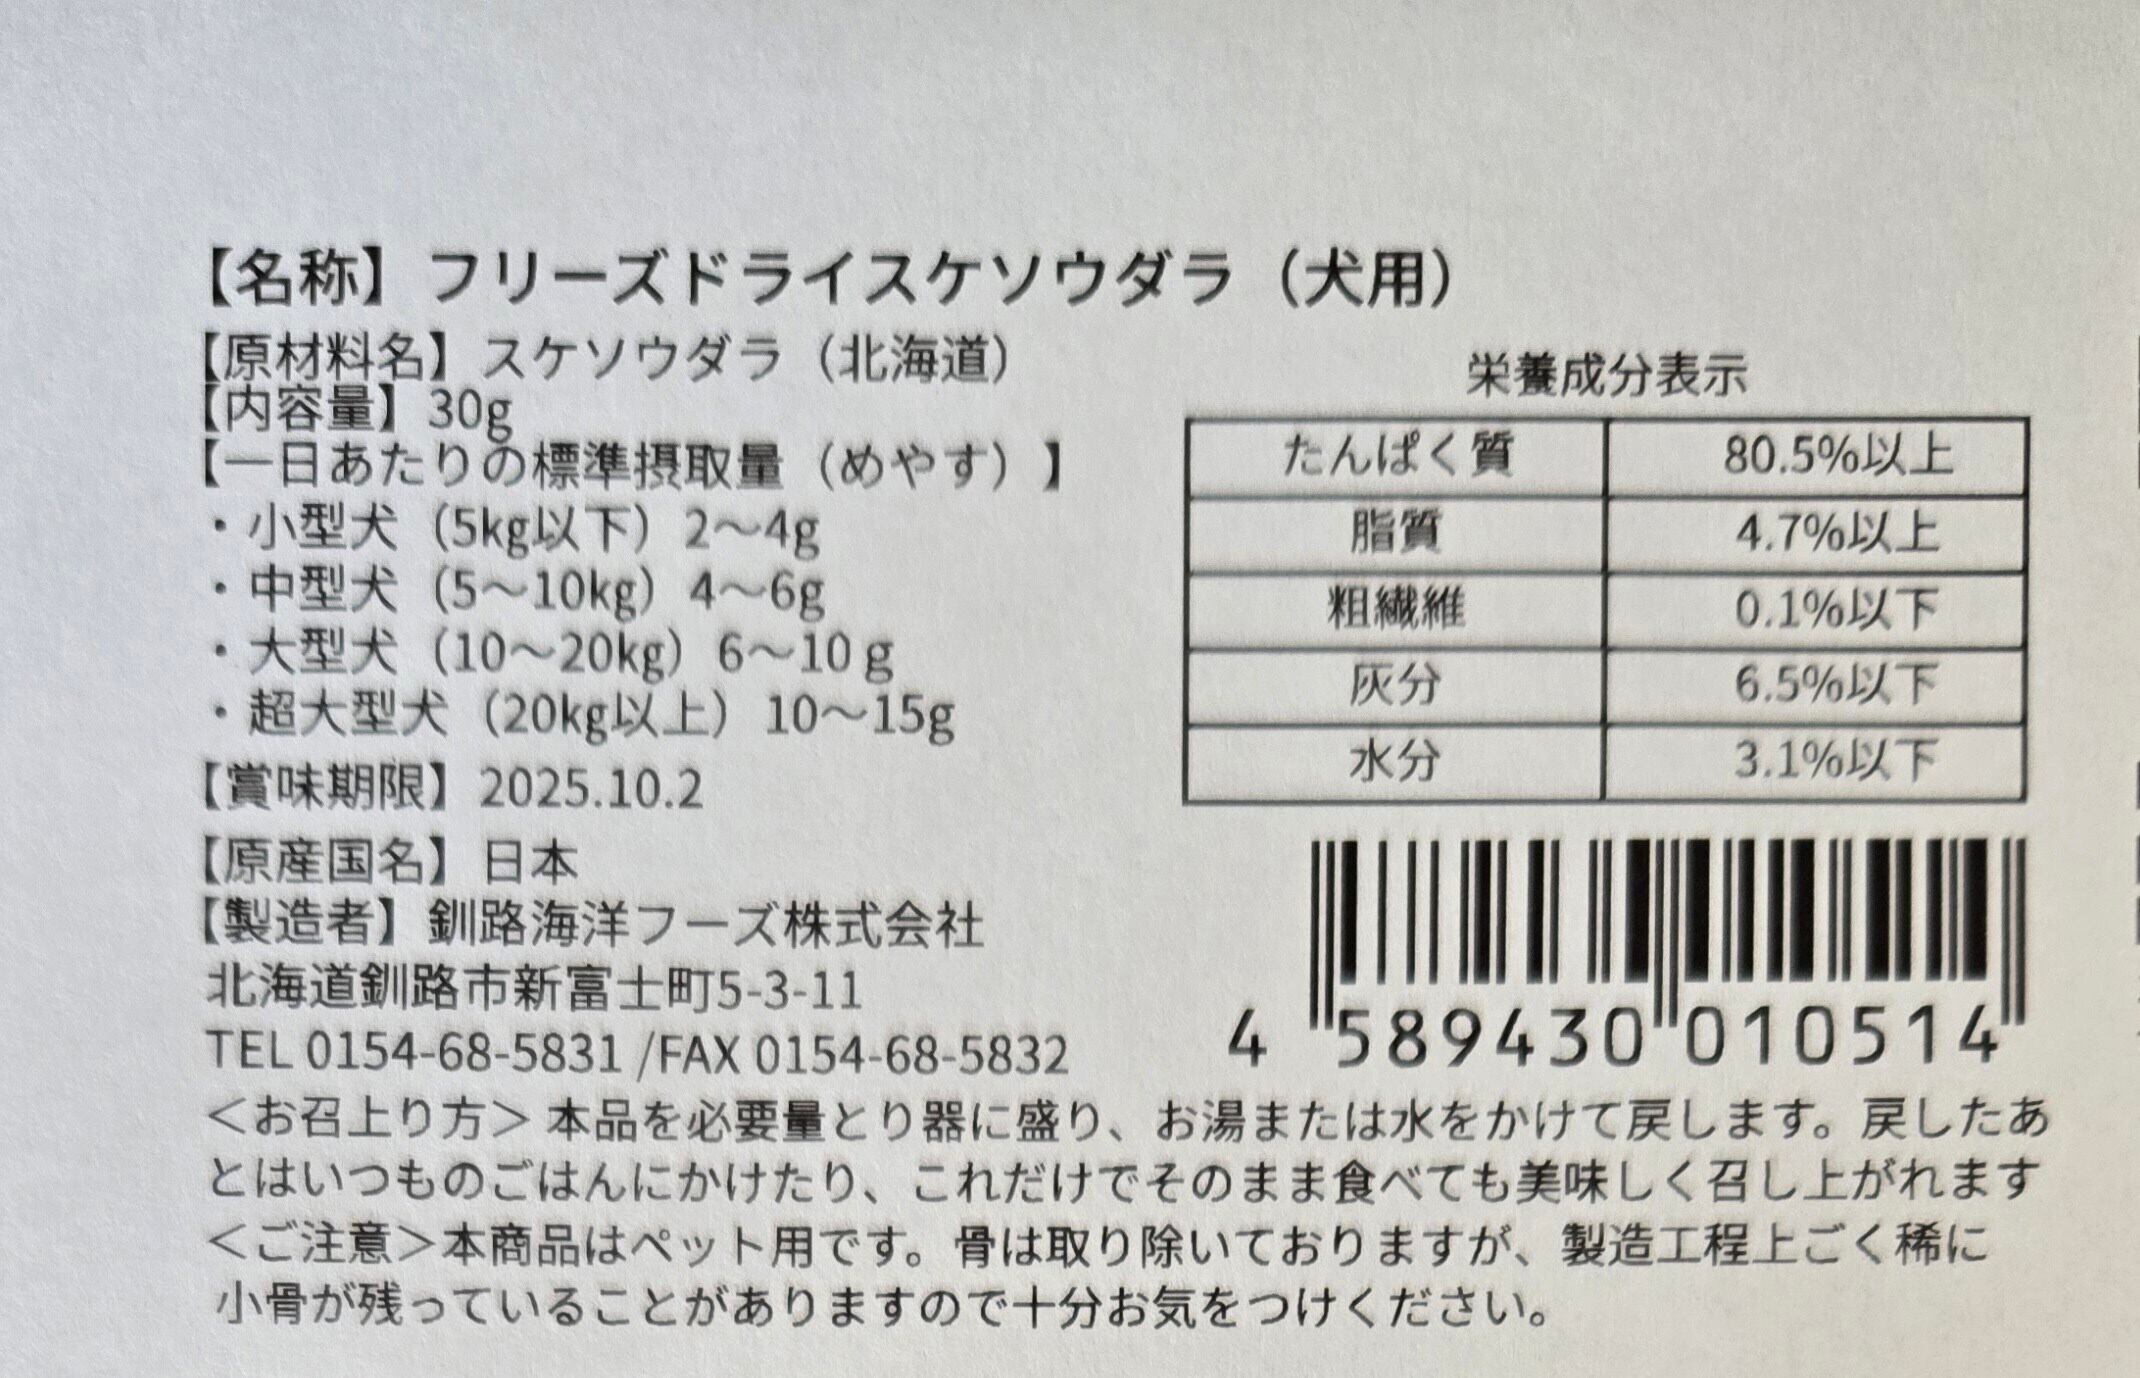 【名称】フリーズドライスケソウダラ（犬用）
【原材料名】スケソウダラ（北海道）
【内容量】30g
【一日あたりの標準摂取量（めやす）】
・小型犬（5kg以下）2～4g
・中型犬（5～10kg）4～6g
・大型犬（10～20kg）6～10g
・超大型犬（20kg以上）10～15g
【賞味期限】2025.10.2
【原産国名】日本
【製造者】釧路海洋フーズ株式会社
北海道釧路市新富士町5-3-11
TEL 0154-68-5831 /FAX 0154-68-5832
栄養成分表示
たんぱく質 80.5%以上
脂質 4.7%以上
粗繊維 0.1%以下
灰分 6.5%以下
水分 3.1%以下
4 589430 010514
＜お召上り方＞本品を必要量とり器に盛り、お湯または水をかけて戻します。戻したあ
とはいつものごはんにかけたり、これだけでそのまま食べても美味しく召し上がれます
＜ご注意＞本商品はペット用です。骨は取り除いておりますが、製造工程上ごく稀に
小骨が残っていることがありますので十分お気をつけください。